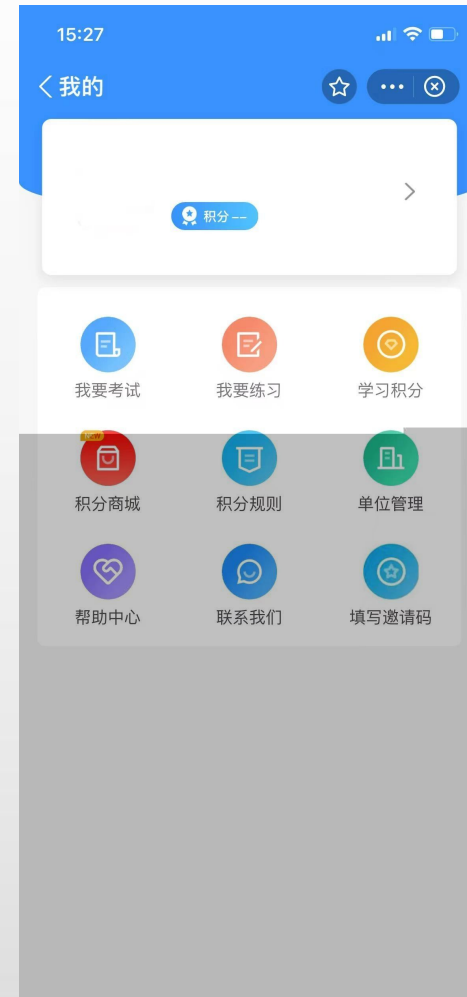 15:27
我的
积分 --
我要考试 我要练习 学习积分
积分商城 积分规则 单位管理
帮助中心 联系我们 填写邀请码